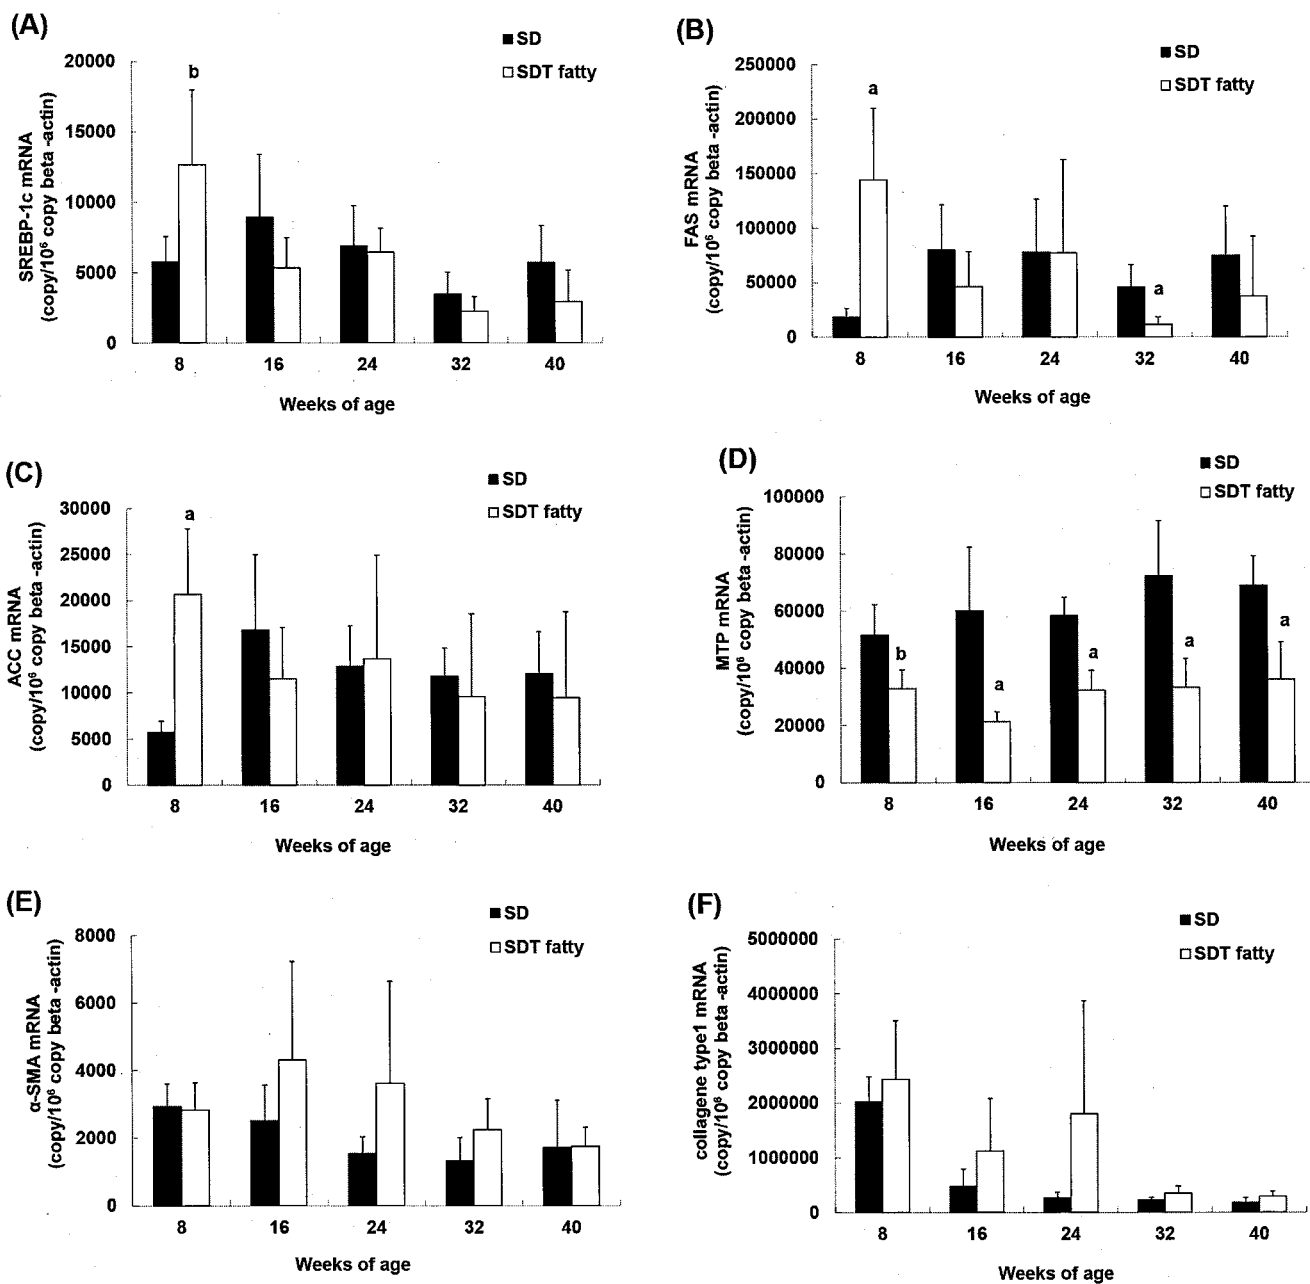 (A)
SD
SDT fatty
SREBP-1c mRNA
(copy/10⁶ copy beta -actin)
20000
15000
10000
5000
0
b
8 16 24 32 40
Weeks of age
(B)
SD
SDT fatty
FAS mRNA
(copy/10⁶ copy beta -actin)
250000
200000
150000
100000
50000
0
a
a
8 16 24 32 40
Weeks of age
(C)
SD
SDT fatty
ACC mRNA
(copy/10⁶ copy beta -actin)
30000
25000
20000
15000
10000
5000
0
a
8 16 24 32 40
Weeks of age
(D)
SD
SDT fatty
MTP mRNA
(copy/10⁶ copy beta -actin)
100000
80000
60000
40000
20000
0
b a a a a
8 16 24 32 40
Weeks of age
(E)
SD
SDT fatty
α-SMA mRNA
(copy/10⁶ copy beta -actin)
8000
6000
4000
2000
0
8 16 24 32 40
Weeks of age
(F)
SD
SDT fatty
collagene type1 mRNA
(copy/10⁶ copy beta -actin)
5000000
4000000
3000000
2000000
1000000
0
8 16 24 32 40
Weeks of age